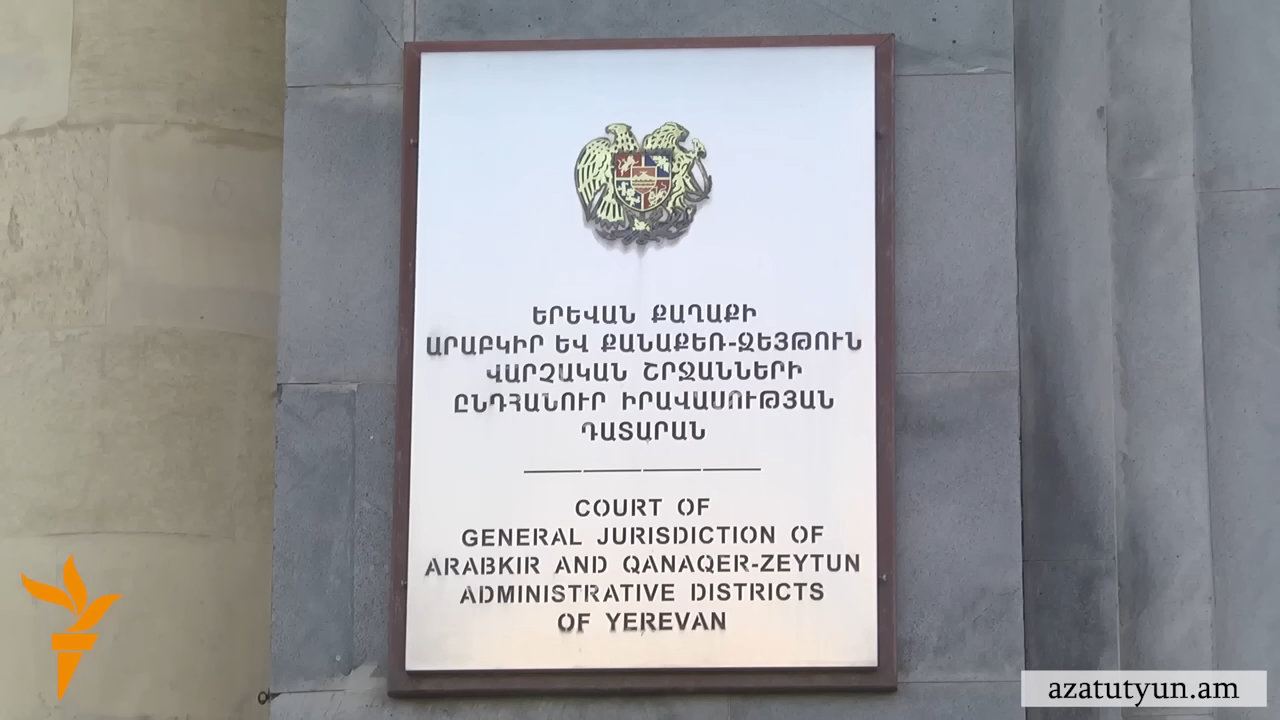 ԵՐԵՎԱՆ ՔԱՂԱՔԻ
ԱՐԱԲԿԻՐ ԵՎ ՔԱՆԱՔԵՌ-ԶԵՅԹՈՒՆ
ՎԱՐՉԱԿԱՆ ՇՐՋԱՆՆԵՐԻ
ԸՆԴՀԱՆՈՒՐ ԻՐԱՎԱՍՈՒԹՅԱՆ
ԴԱՏԱՐԱՆ
COURT OF
GENERAL JURISDICTION OF
ARABKIR AND QANAQER-ZEYTUN
ADMINISTRATIVE DISTRICTS
OF YEREVAN
azatutyun.am